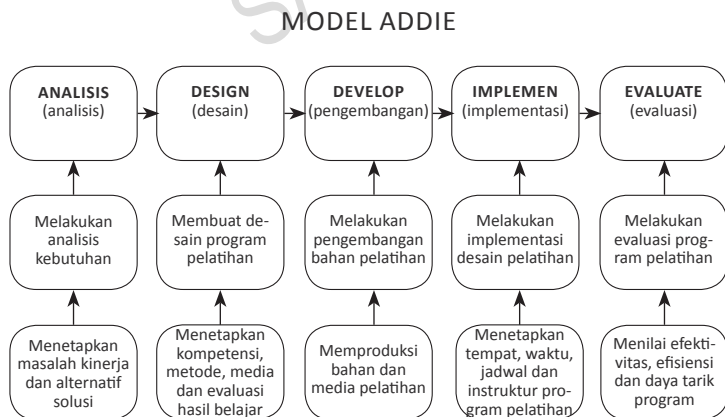 MODEL ADDIE
ANALISIS
(analisis)
DESIGN
(desain)
DEVELOP
(pengembangan)
IMPLEMEN
(implementasi)
EVALUATE
(evaluasi)
Melakukan
analisis
kebutuhan
Membuat de-
sain program
pelatihan
Melakukan
pengembangan
bahan pelatihan
Melakukan
implementasi
desain pelatihan
Melakukan
evaluasi prog-
ram pelatihan
Menetapkan
masalah kinerja
dan alternatif
solusi
Menetapkan
kompetensi,
metode, media
dan evaluasi
hasil belajar
Memproduksi
bahan dan
media pelatihan
Menetapkan
tempat, waktu,
jadwal dan
instruktur pro-
gram pelatihan
Menilai efekti-
vitas, efisiensi
dan daya tarik
program